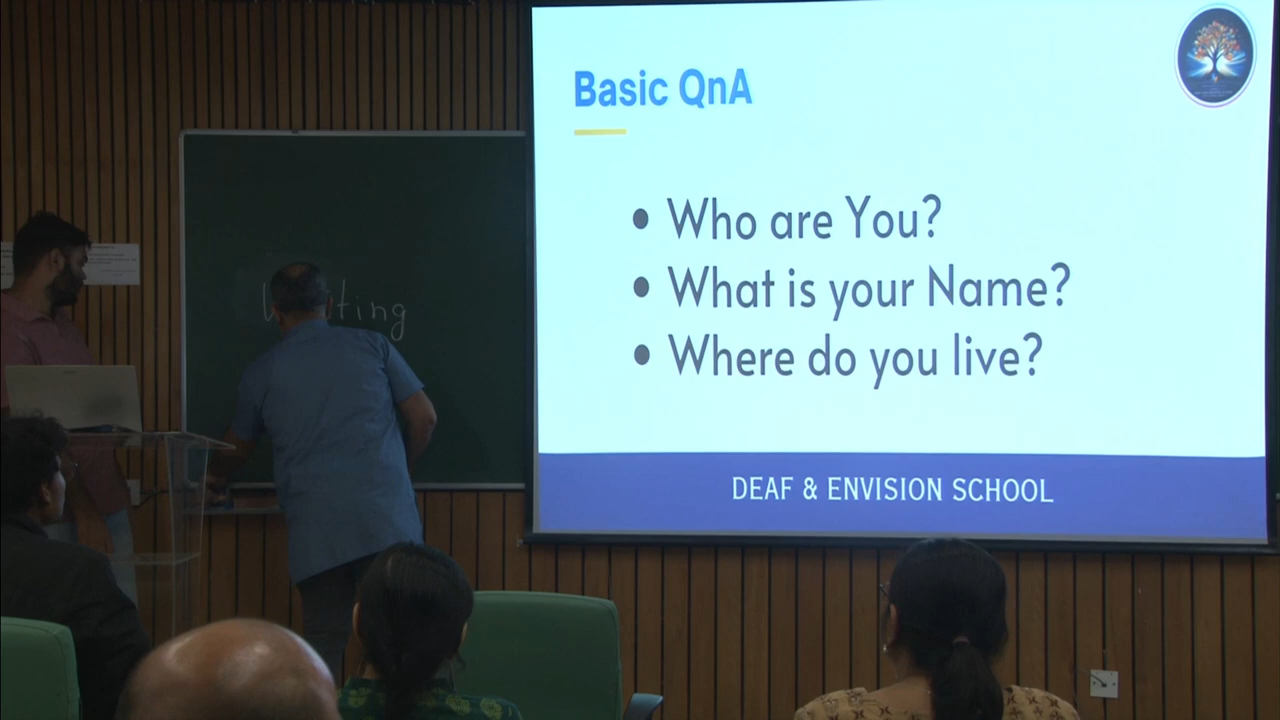 Basic QnA
• Who are You?
• What is your Name?
• Where do you live?
DEAF & ENVISION SCHOOL